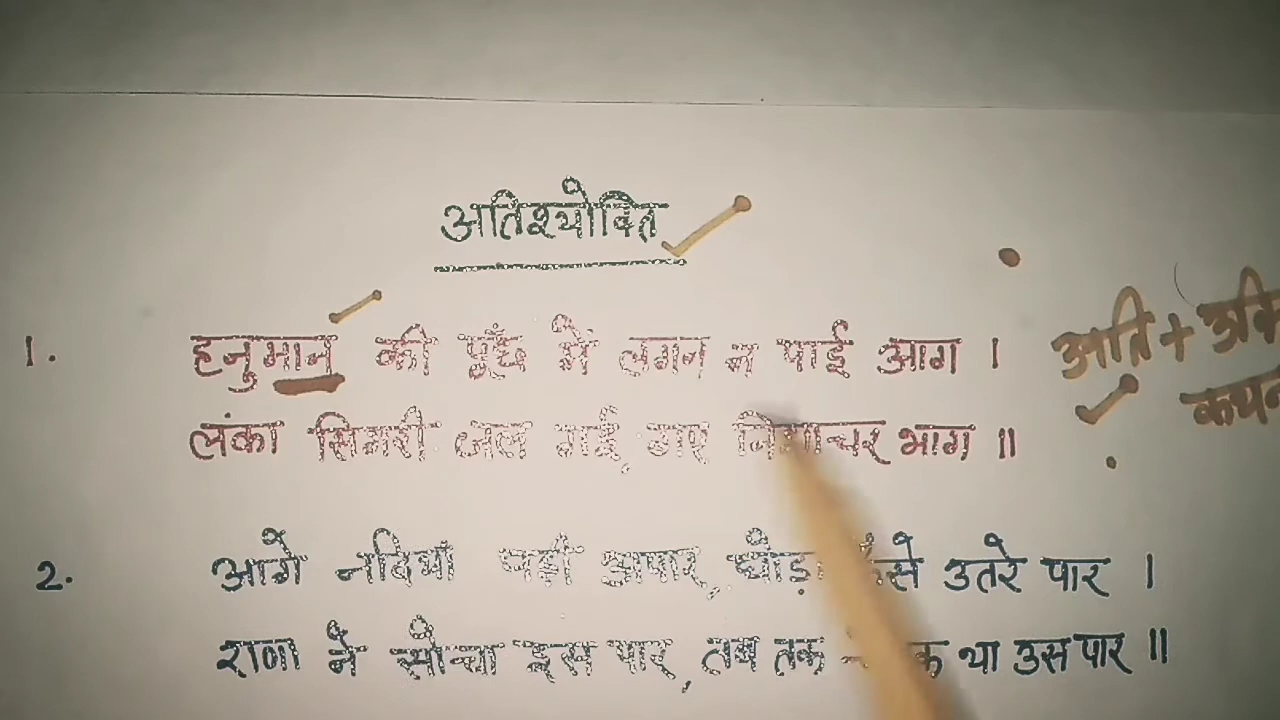 अतिश्योक्ति
1. हनुमान की पूँछ में लगन न पाई आग ।
लंका सिगरी जल गई, गए निशाचर भाग ॥
अति +
2. आगे नदियां पड़ी अपार, घोड़ा कैसे उतरे पार ।
राणा ने सोचा इस पार, तब तक था उस पार ॥